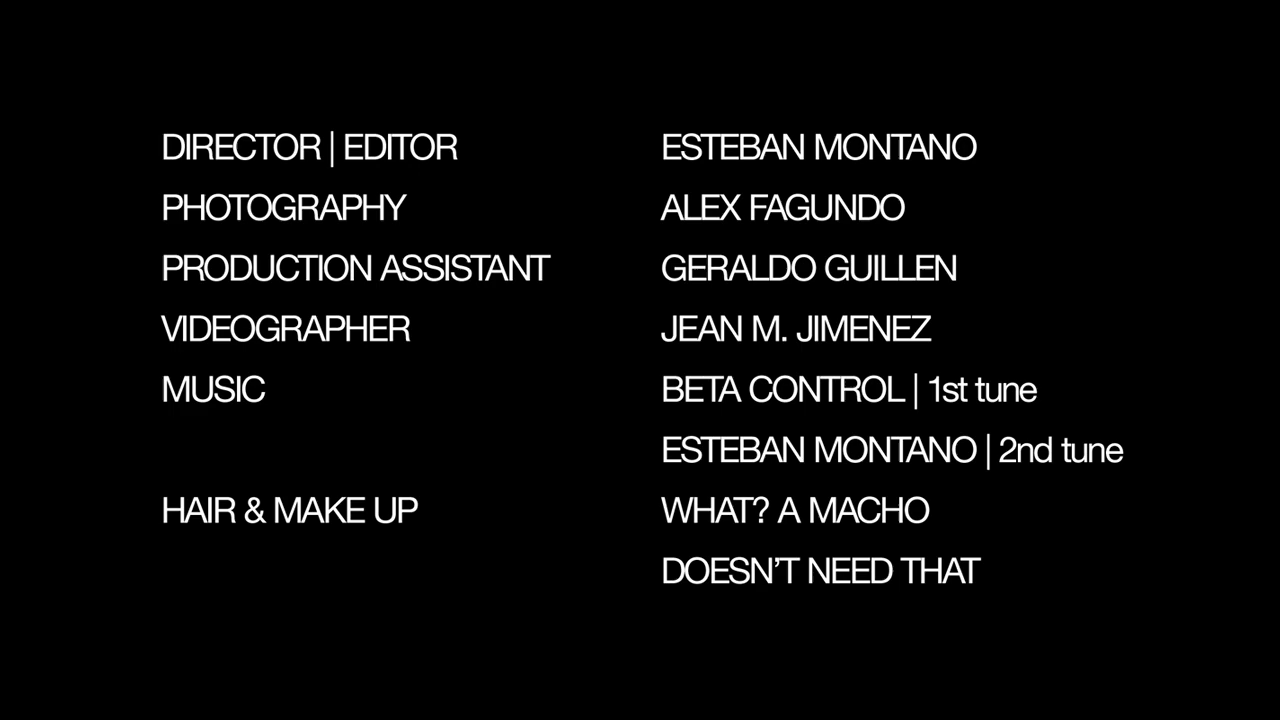 DIRECTOR | EDITOR ESTEBAN MONTANO
PHOTOGRAPHY ALEX FAGUNDO
PRODUCTION ASSISTANT GERALDO GUILLEN
VIDEOGRAPHER JEAN M. JIMENEZ
MUSIC BETA CONTROL | 1st tune
ESTEBAN MONTANO | 2nd tune
HAIR & MAKE UP WHAT? A MACHO
DOESN'T NEED THAT